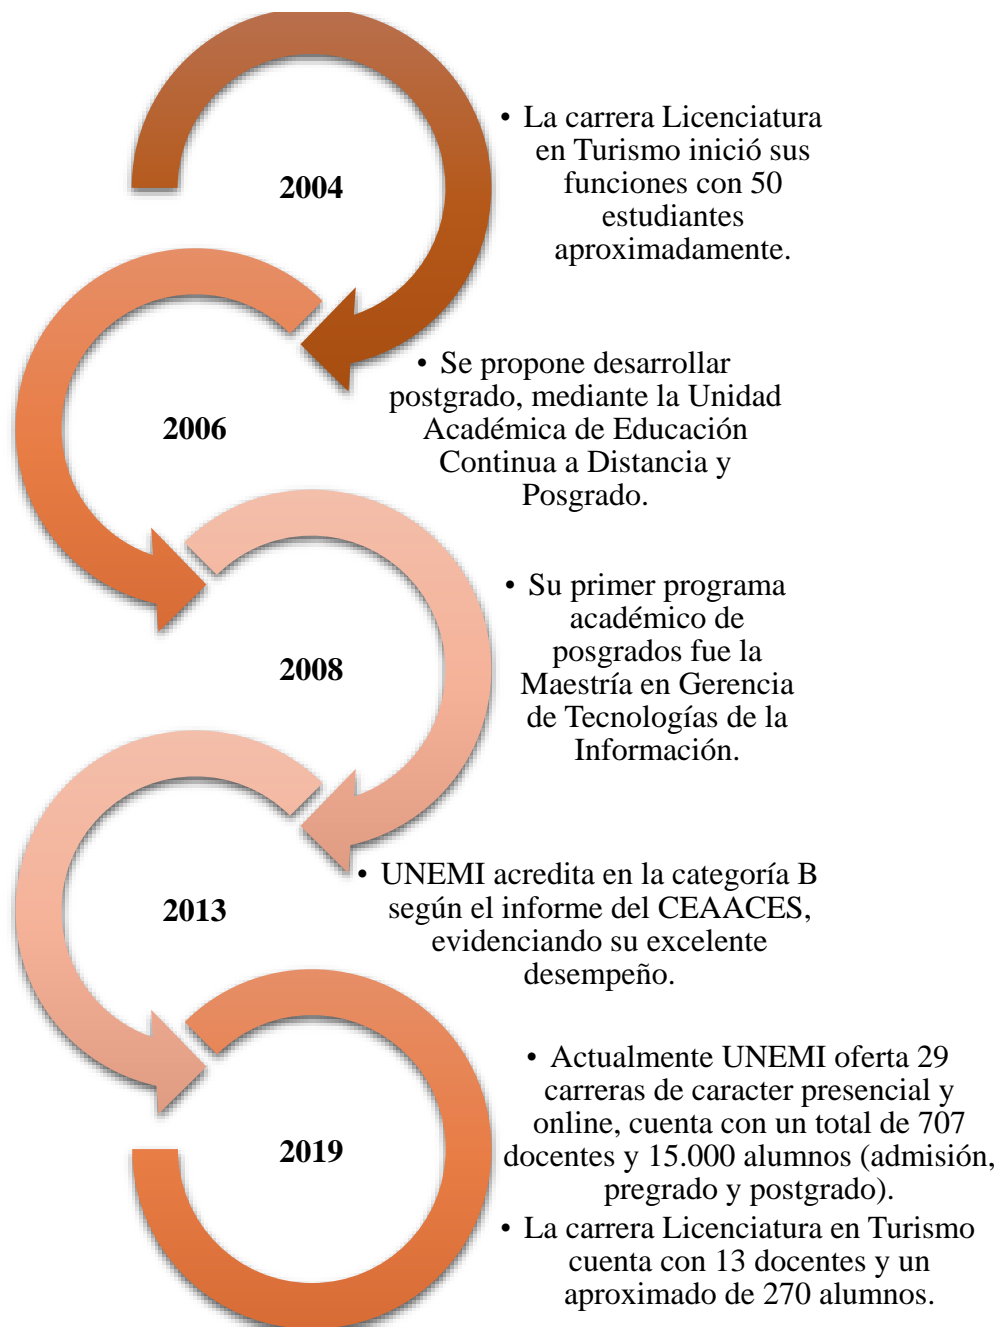 2004
• La carrera Licenciatura
en Turismo inició sus
funciones con 50
estudiantes
aproximadamente.
2006
• Se propone desarrollar
postgrado, mediante la Unidad
Académica de Educación
Continua a Distancia y
Posgrado.
2008
• Su primer programa
académico de
posgrados fue la
Maestría en Gerencia
de Tecnologías de la
Información.
2013
• UNEMI acredita en la categoría B
según el informe del CEAACES,
evidenciando su excelente
desempeño.
2019
• Actualmente UNEMI oferta 29
carreras de caracter presencial y
online, cuenta con un total de 707
docentes y 15.000 alumnos (admisión,
pregrado y postgrado).
• La carrera Licenciatura en Turismo
cuenta con 13 docentes y un
aproximado de 270 alumnos.